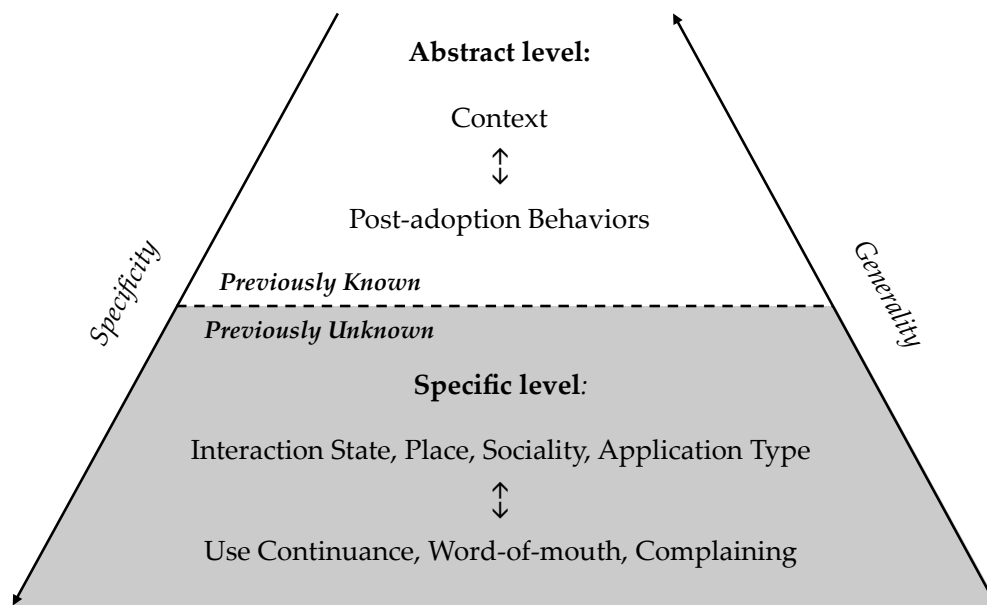 Abstract level:
Context
Post-adoption Behaviors
Specificity
Generality
Previously Known
Previously Unknown
Specific level:
Interaction State, Place, Sociality, Application Type
Use Continuance, Word-of-mouth, Complaining